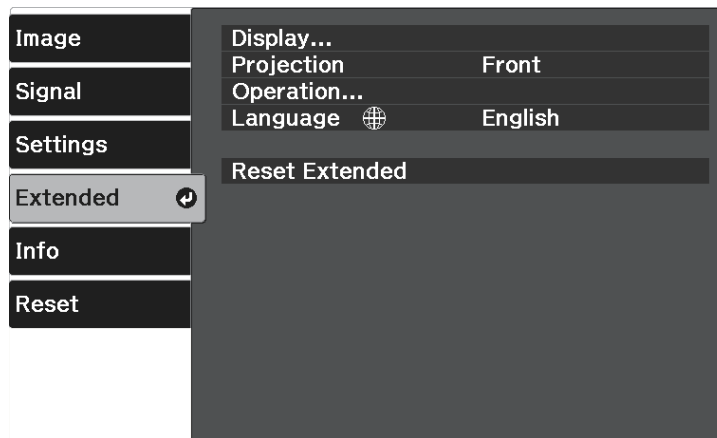 Image
Signal
Settings
Extended
Info
Reset
Display...
Projection Front
Operation...
Language English
Reset Extended